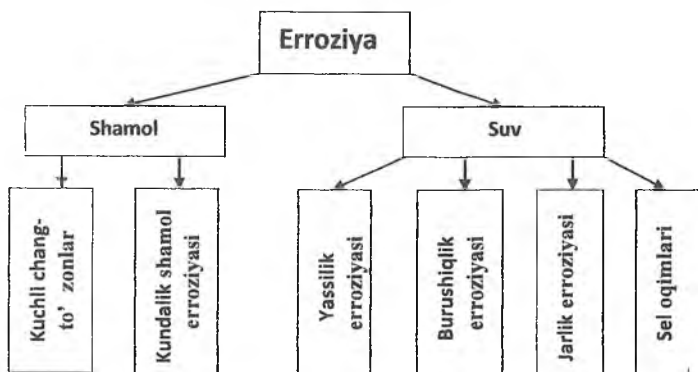 Erroziya
Shamol
Suv
Kuchli chang-
to’ zonlar
Kundalik shamol
erroziyasi
Yassilik
erroziyasi
Burushiqlik
erroziyasi
Jarlik erroziyasi
Sel oqimlari